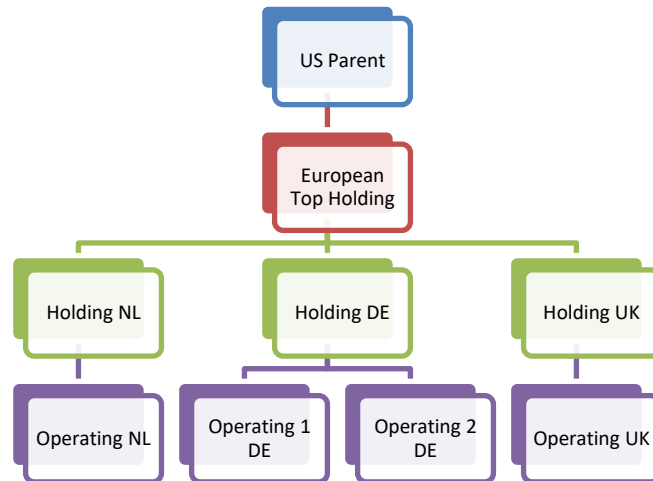 US Parent
European
Top Holding
Holding NL
Holding DE
Holding UK
Operating NL
Operating 1
DE
Operating 2
DE
Operating UK